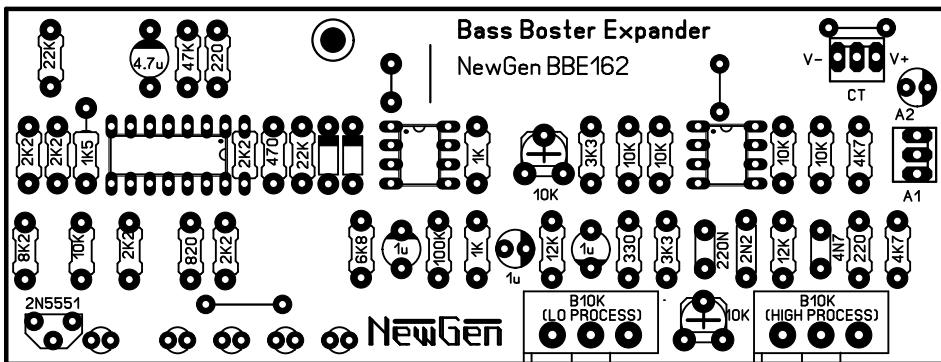 Bass Boster Expander
NewGen BBE162
22K
4.7u
47K
220
V-
V+
CT
A2
2K2
2K2
1K5
2K2
470
22K
1K
10K
3K3
10K
10K
10K
10K
4K7
A1
8K2
10K
2K2
820
2K2
6K8
1u
100K
1K
1u
12K
1u
330
3K3
220N
2N2
12K
4N7
220
4K7
2N5551
NewGen
B10K
(LO PROCESS)
10K
B10K
(HIGH PROCESS)